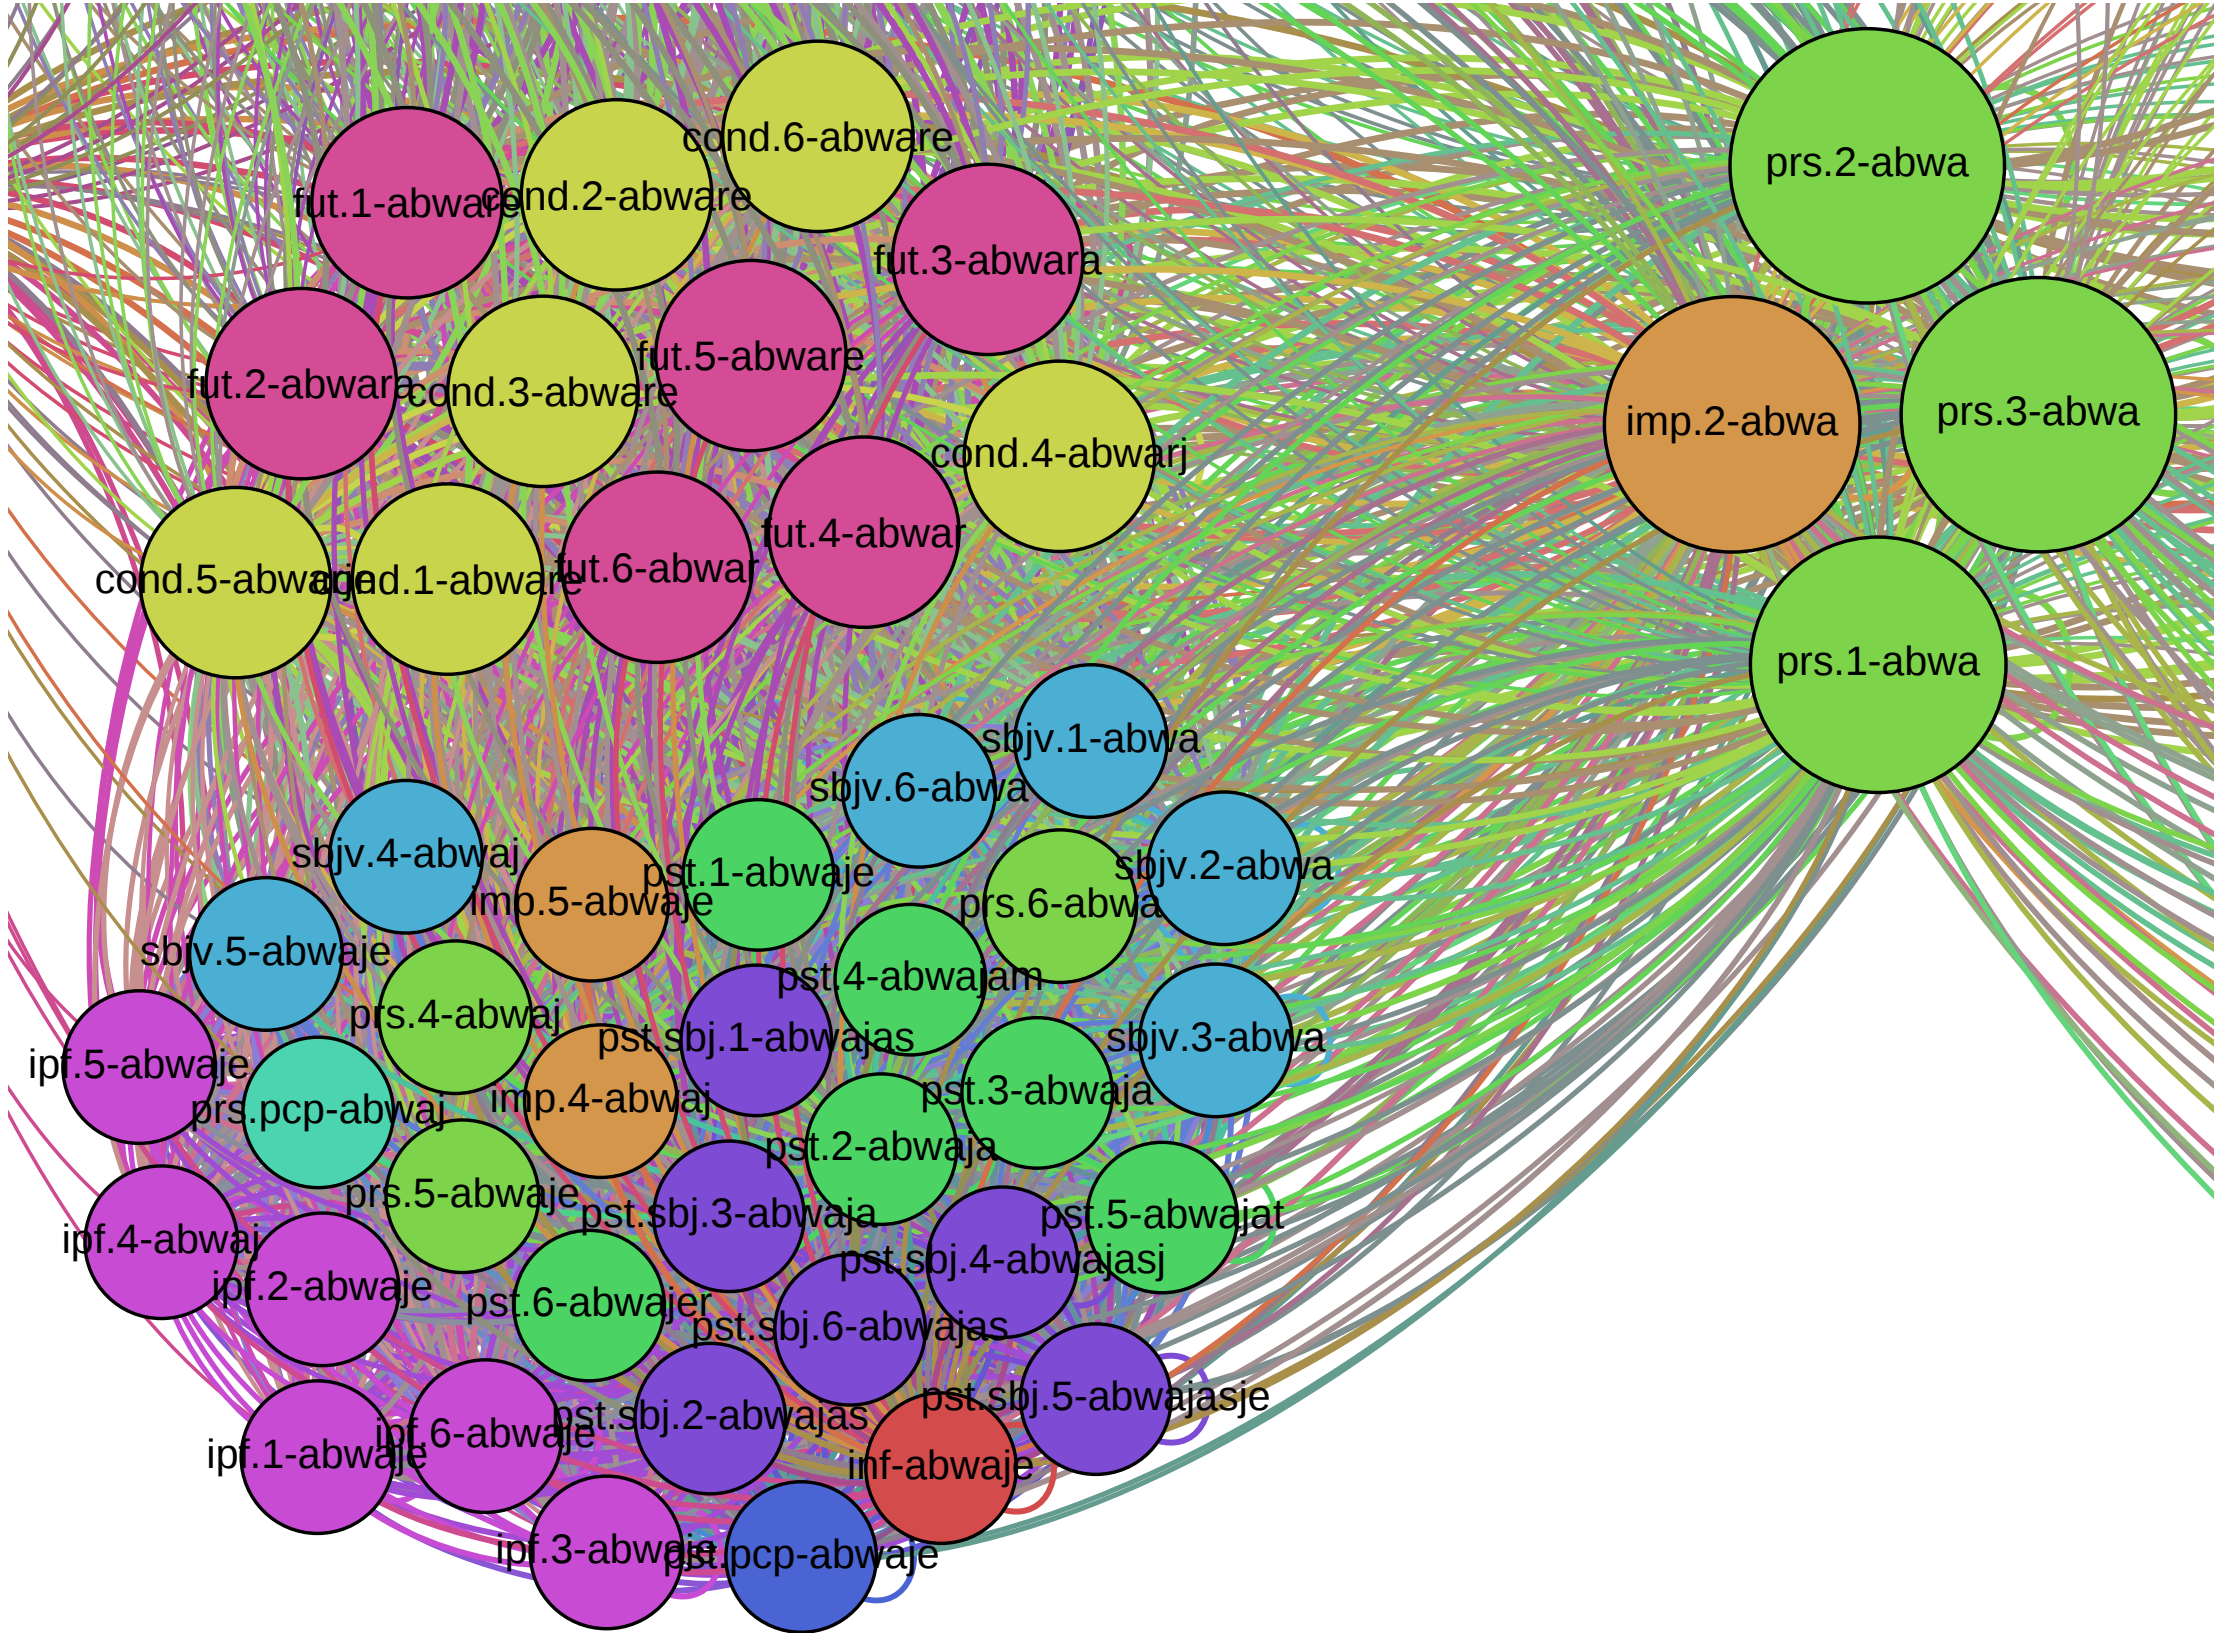 cond.6-abware
prs.2-abwa
fut.1-abware
cond.2-abware
fut.3-abwara
fut.2-abwara
cond.3-abware
fut.5-abware
imp.2-abwa
prs.3-abwa
cond.4-abwarj
cond.5-abwarje
cond.1-abware
fut.6-abwar
fut.4-abwar
prs.1-abwa
sbjv.1-abwa
sbjv.6-abwa
sbjv.4-abwaj
imp.5-abwaje
pst.1-abwaje
prs.6-abwa
sbjv.2-abwa
sbjv.5-abwaje
prs.4-abwaj
pst.4-abwajam
pst.sbj.1-abwajas
sbjv.3-abwa
ipf.5-abwaje
prs.pcp-abwaj
imp.4-abwaj
pst.3-abwaja
pst.2-abwaja
prs.5-abwaje
pst.sbj.3-abwaja
pst.5-abwajat
ipf.4-abwaj
ipf.2-abwaje
pst.6-abwajer
pst.sbj.4-abwajasj
pst.sbj.6-abwajas
pst.sbj.5-abwajasje
ipf.1-abwaje
ipf.6-abwaje
pst.sbj.2-abwajas
inf-abwaje
ipf.3-abwaje
pst.pcp-abwaje